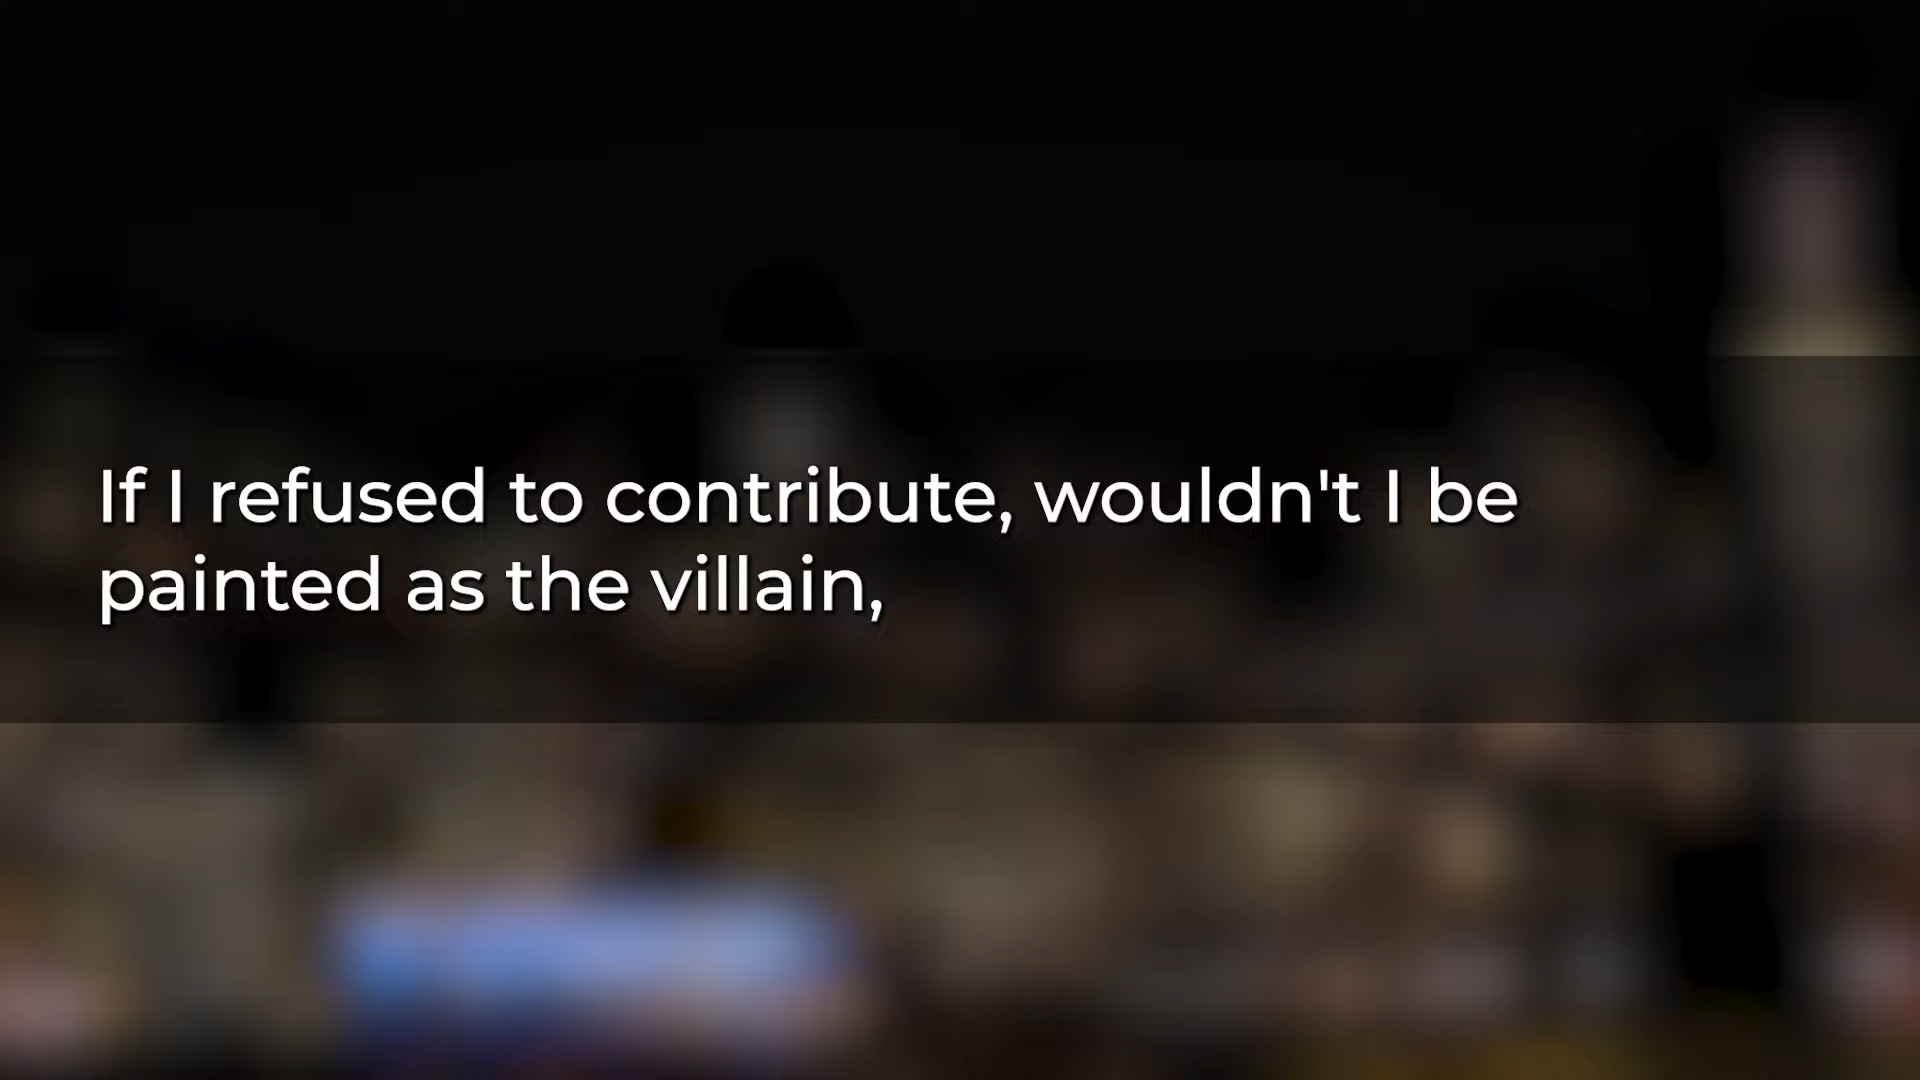 If I refused to contribute, wouldn't I be
painted as the villain,